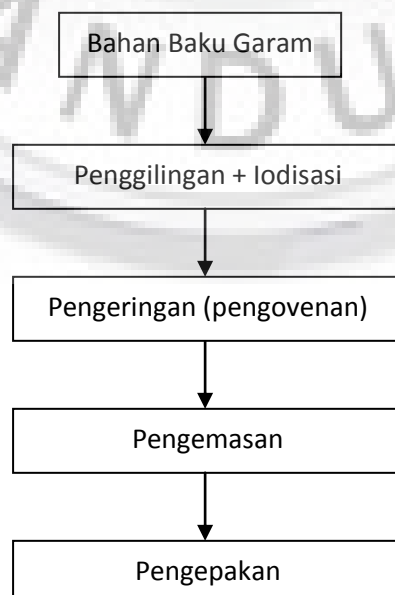 Bahan Baku Garam
Penggilingan + Iodisasi
Pengeringan (pengovenan)
Pengemasan
Pengepakan